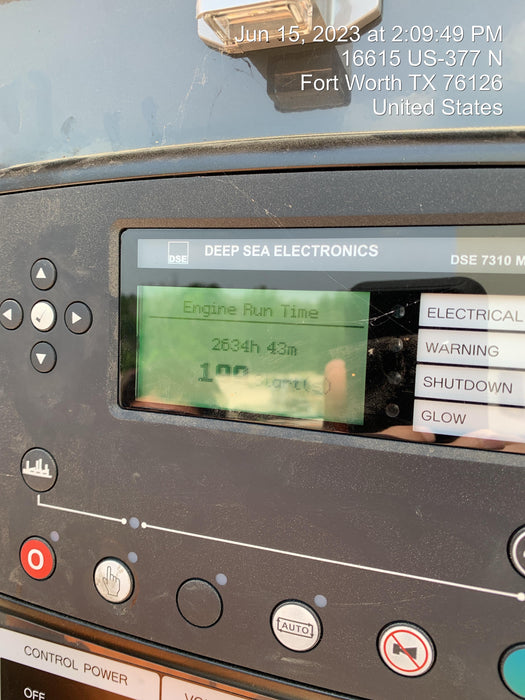 Jun 15, 2023 at 2:09:49 PM
16615 US-377 N
Fort Worth TX 76126
United States
DSE
DEEP SEA ELECTRONICS
DSE 7310 M
Engine Run Time
2634h 43m
Start(s)
ELECTRICAL
WARNING
SHUTDOWN
GLOW
O
AUTO
CONTROL POWER
OFF